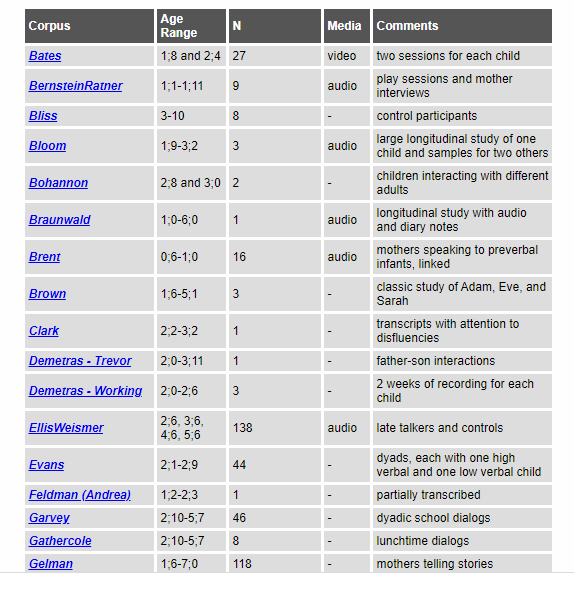 Corpus Age Range N Media Comments
Bates 1;8 and 2;4 27 video two sessions for each child
BernsteinRatner 1;1-1;11 9 audio play sessions and mother interviews
Bliss 3-10 8 - control participants
Bloom 1;9-3;2 3 audio large longitudinal study of one child and samples for two others
Bohannon 2;8 and 3;0 2 - children interacting with different adults
Braunwald 1;0-6;0 1 audio longitudinal study with audio and diary notes
Brent 0;6-1;0 16 audio mothers speaking to preverbal infants, linked
Brown 1;6-5;1 3 - classic study of Adam, Eve, and Sarah
Clark 2;2-3;2 1 - transcripts with attention to disfluencies
Demetras - Trevor 2;0-3;11 1 - father-son interactions
Demetras - Working 2;0-2;6 3 - 2 weeks of recording for each child
EllisWeismer 2;6, 3;6, 4;6, 5;6 138 audio late talkers and controls
Evans 2;1-2;9 44 - dyads, each with one high verbal and one low verbal child
Feldman (Andrea) 1;2-2;3 1 - partially transcribed
Garvey 2;10-5;7 46 - dyadic school dialogs
Gathercole 2;10-5;7 8 - lunchtime dialogs
Gelman 1;6-7;0 118 - mothers telling stories